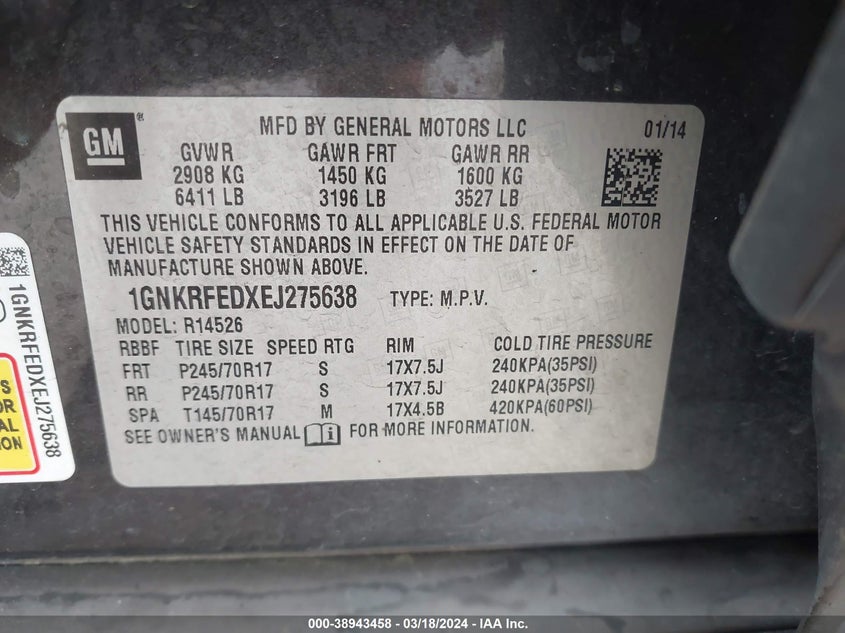 GM
MFD BY GENERAL MOTORS LLC 01/14
GVWR GAWR FRT GAWR RR
2908 KG 1450 KG 1600 KG
6411 LB 3196 LB 3527 LB
THIS VEHICLE CONFORMS TO ALL APPLICABLE U.S. FEDERAL MOTOR
VEHICLE SAFETY STANDARDS IN EFFECT ON THE DATE OF
MANUFACTURE SHOWN ABOVE.
1GNKRFEDXEJ275638 TYPE: M.P.V.
MODEL: R14526
RBBF TIRE SIZE SPEED RTG RIM COLD TIRE PRESSURE
FRT P245/70R17 S 17X7.5J 240KPA(35PSI)
RR P245/70R17 S 17X7.5J 240KPA(35PSI)
SPA T145/70R17 M 17X4.5B 420KPA(60PSI)
SEE OWNER'S MANUAL i FOR MORE INFORMATION.
1GNKRFEDXEJ275638
S
OR
AL
ION
000-38943458 - 03/18/2024 - IAA Inc.